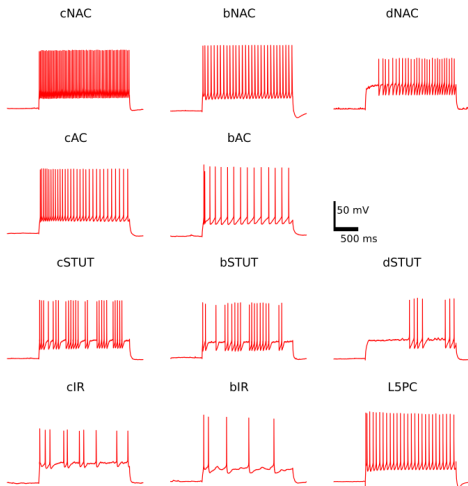 cNAC bNAC dNAC
cAC bAC
50 mV
500 ms
cSTUT bSTUT dSTUT
cIR bIR L5PC